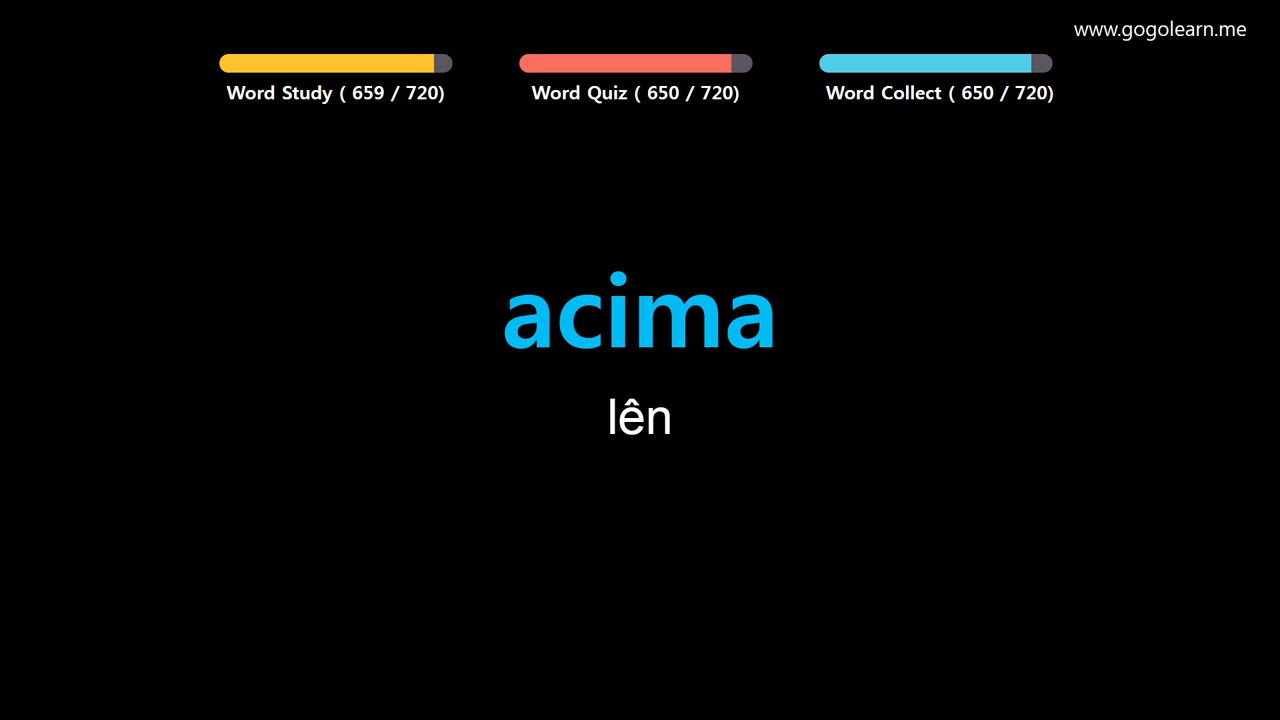 www.gogolearn.me
Word Study ( 659 / 720)
Word Quiz ( 650 / 720)
Word Collect ( 650 / 720)
acima
lên